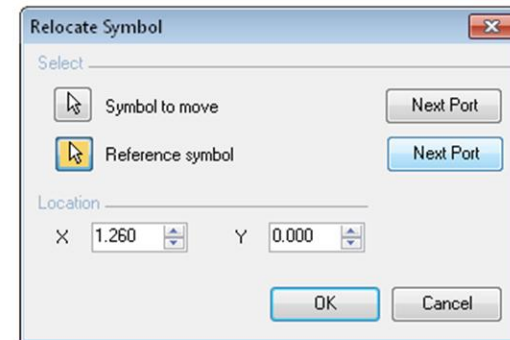 Relocate Symbol
Select
Symbol to move Next Port
Reference symbol Next Port
Location
X 1.260 Y 0.000
OK Cancel